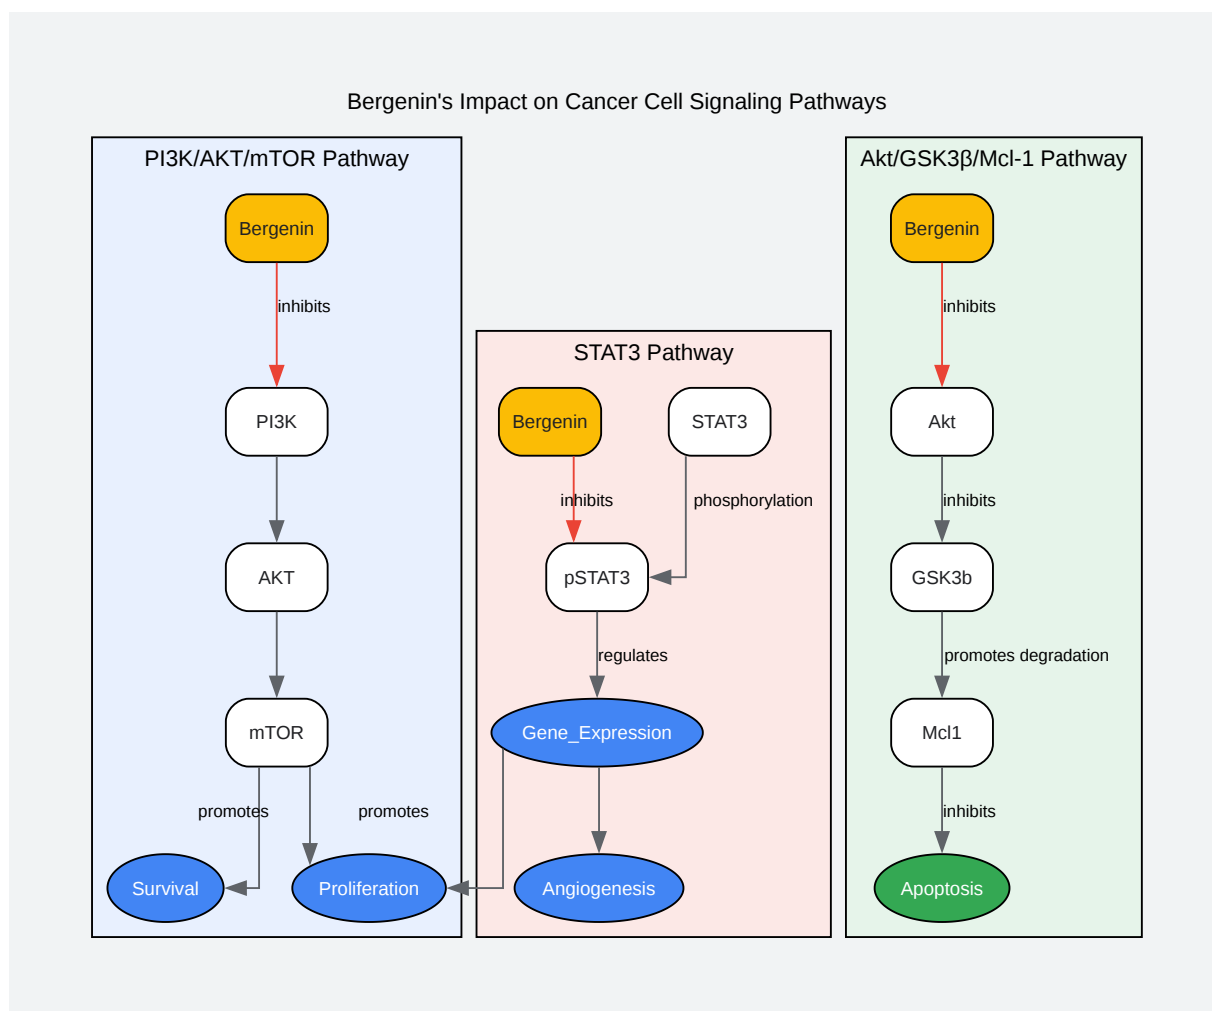 Bergenin's Impact on Cancer Cell Signaling Pathways
PI3K/AKT/mTOR Pathway
Bergenin
inhibits
PI3K
AKT
mTOR
promotes
promotes
Survival
Proliferation
STAT3 Pathway
Bergenin
STAT3
inhibits
phosphorylation
pSTAT3
regulates
Gene_Expression
Angiogenesis
Akt/GSK3β/Mcl-1 Pathway
Bergenin
inhibits
Akt
inhibits
GSK3b
promotes degradation
Mcl1
inhibits
Apoptosis